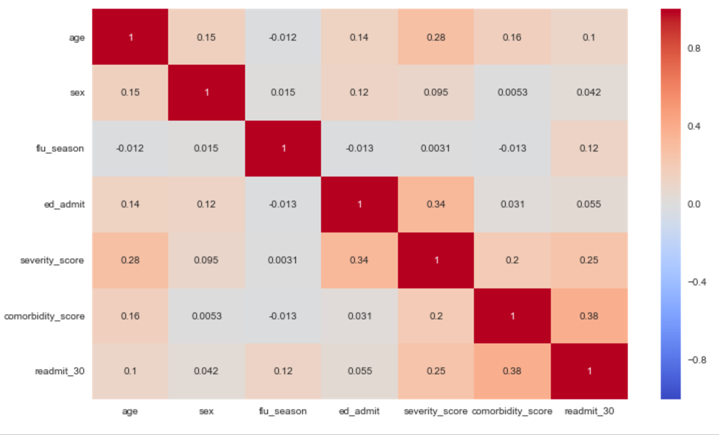 age 1 0.15 -0.012 0.14 0.28 0.16 0.1
sex 0.15 1 0.015 0.12 0.095 0.0053 0.042
flu_season -0.012 0.015 1 -0.013 0.0031 -0.013 0.12
ed_admit 0.14 0.12 -0.013 1 0.34 0.031 0.055
severity_score 0.28 0.095 0.0031 0.34 1 0.2 0.25
comorbidity_score 0.16 0.0053 -0.013 0.031 0.2 1 0.38
readmit_30 0.1 0.042 0.12 0.055 0.25 0.38 1
age sex flu_season ed_admit severity_score comorbidity_score readmit_30
0.8
0.4
0.0
−0.4
−0.8